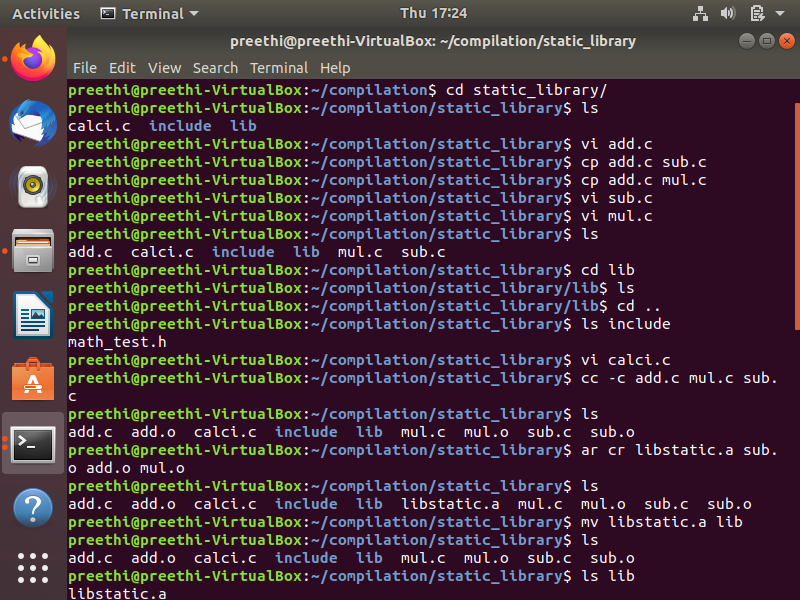 Activities Terminal Thu 17:24
preethi@preethi-VirtualBox: ~/compilation/static_library
File Edit View Search Terminal Help
preethi@preethi-VirtualBox:~/compilation$ cd static_library/
preethi@preethi-VirtualBox:~/compilation/static_library$ ls
calci.c  include  lib
preethi@preethi-VirtualBox:~/compilation/static_library$ vi add.c
preethi@preethi-VirtualBox:~/compilation/static_library$ cp add.c sub.c
preethi@preethi-VirtualBox:~/compilation/static_library$ cp add.c mul.c
preethi@preethi-VirtualBox:~/compilation/static_library$ vi sub.c
preethi@preethi-VirtualBox:~/compilation/static_library$ vi mul.c
preethi@preethi-VirtualBox:~/compilation/static_library$ ls
add.c  calci.c  include  lib  mul.c  sub.c
preethi@preethi-VirtualBox:~/compilation/static_library$ cd lib
preethi@preethi-VirtualBox:~/compilation/static_library/lib$ ls
preethi@preethi-VirtualBox:~/compilation/static_library/lib$ cd ..
preethi@preethi-VirtualBox:~/compilation/static_library$ ls include
math_test.h
preethi@preethi-VirtualBox:~/compilation/static_library$ vi calci.c
preethi@preethi-VirtualBox:~/compilation/static_library$ cc -c add.c mul.c sub.
c
preethi@preethi-VirtualBox:~/compilation/static_library$ ls
add.c  add.o  calci.c  include  lib  mul.c  mul.o  sub.c  sub.o
preethi@preethi-VirtualBox:~/compilation/static_library$ ar cr libstatic.a sub.
o add.o mul.o
preethi@preethi-VirtualBox:~/compilation/static_library$ ls
add.c  add.o  calci.c  include  lib  libstatic.a  mul.c  mul.o  sub.c  sub.o
preethi@preethi-VirtualBox:~/compilation/static_library$ mv libstatic.a lib
preethi@preethi-VirtualBox:~/compilation/static_library$ ls
add.c  add.o  calci.c  include  lib  mul.c  mul.o  sub.c  sub.o
preethi@preethi-VirtualBox:~/compilation/static_library$ ls lib
libstatic.a